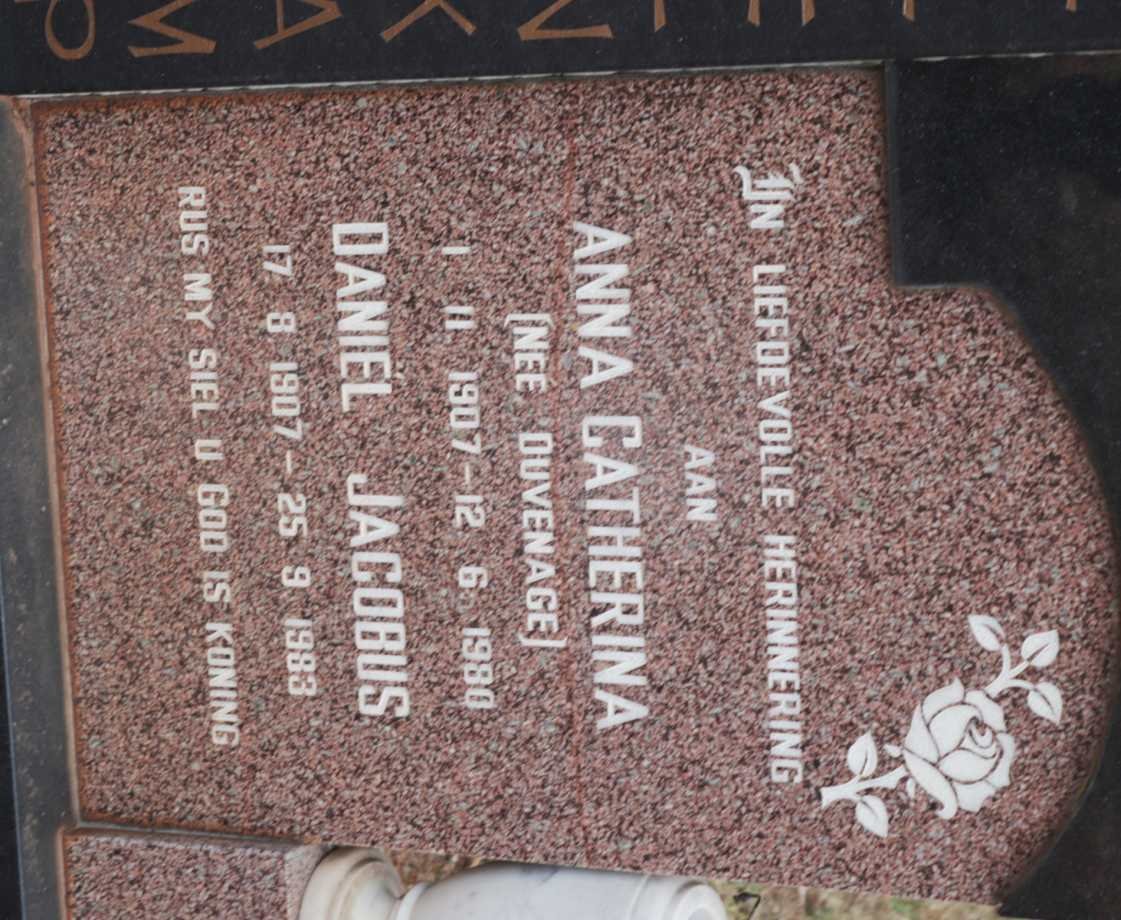 IN LIEFDEVOLLE HERINNERING
AAN
ANNA CATHERINA
(NEE DUVENAGE)
1 11 1907-12 6 1980
DANIËL JACOBUS
17 8 1907-25 9 1983
RUS MY SIEL U GOD IS KONING